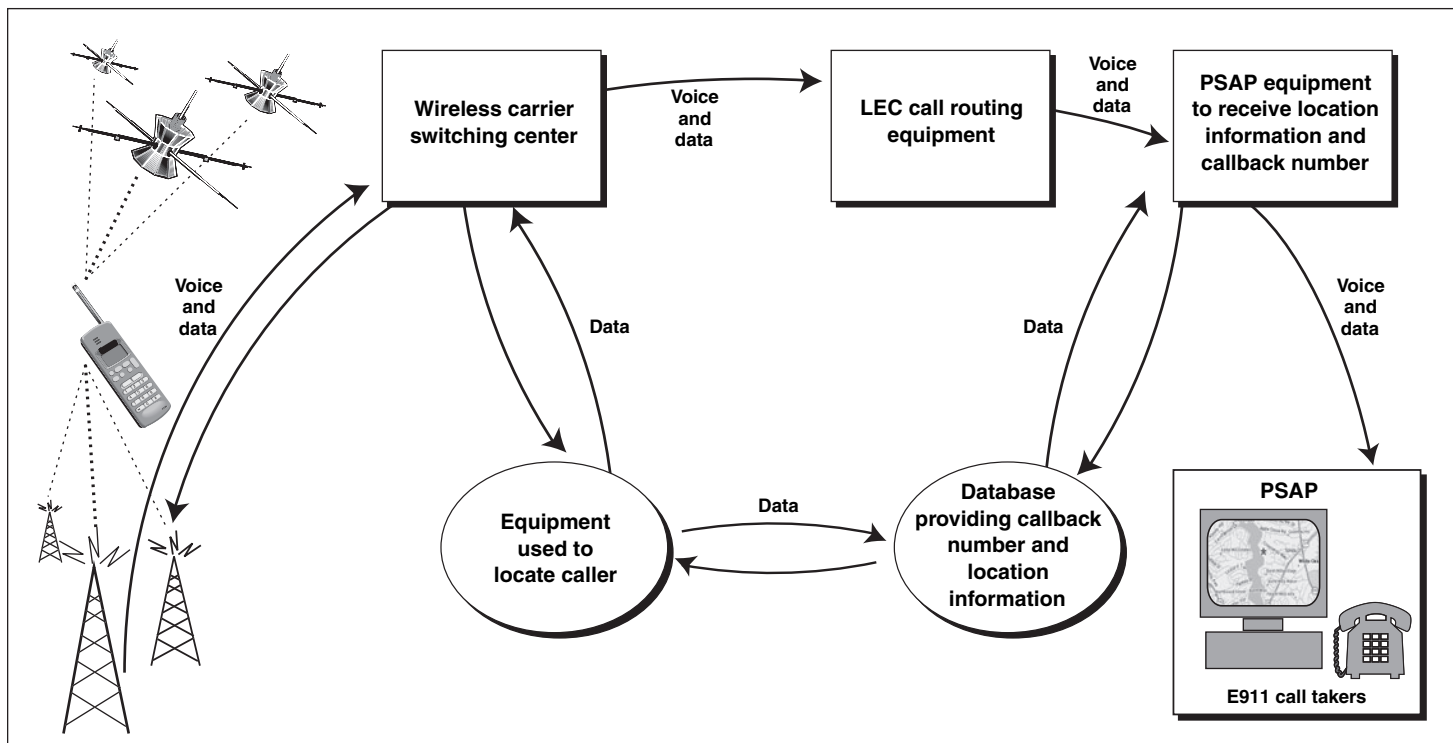 Wireless carrier
switching center
Voice
and
data
LEC call routing
equipment
Voice
and
data
PSAP equipment
to receive location
information and
callback number
Voice
and
data
Data
Data
Voice
and
data
Equipment
used to
locate caller
Data
Database
providing callback
number and
location
information
PSAP
E911 call takers